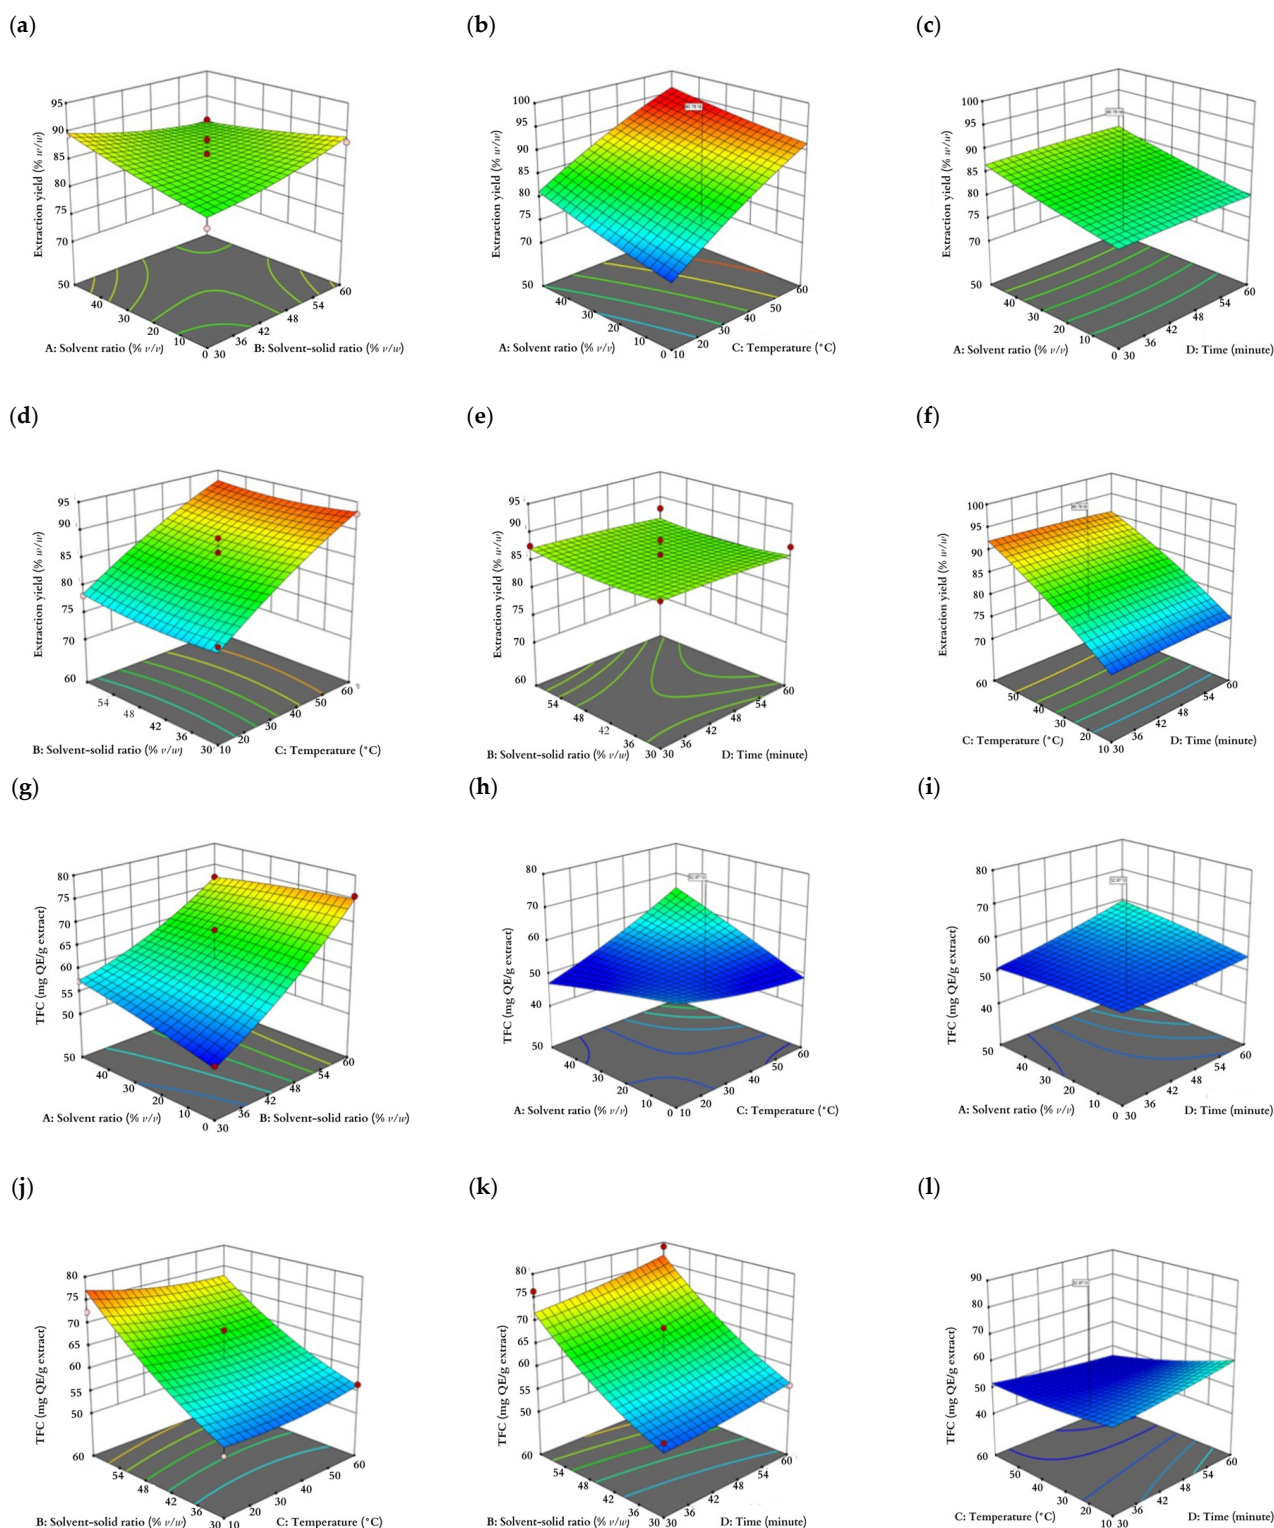 (a) (b) (c)
95
90
85
80
75
70
Extraction yield (% w/w)
50 40 30 20 10 0
A: Solvent ratio (% v/v)
30 36 42 48 54 60
B: Solvent-solid ratio (% v/w)
100
95
90
85
80
75
70
Extraction yield (% w/w)
50 40 30 20 10 0
A: Solvent ratio (% v/v)
10 20 30 40 50 60
C: Temperature (°C)
100
95
90
85
80
75
70
Extraction yield (% w/w)
50 40 30 20 10 0
A: Solvent ratio (% v/v)
30 36 42 48 54 60
D: Time (minute)
(d) (e) (f)
95
90
85
80
75
70
Extraction yield (% w/w)
60 54 48 42 36 30
B: Solvent-solid ratio (% v/w)
10 20 30 40 50 60
C: Temperature (°C)
95
90
85
80
75
70
Extraction yield (% w/w)
60 54 48 42 36 30
B: Solvent-solid ratio (% v/w)
30 36 42 48 54 60
D: Time (minute)
100
95
90
85
80
75
70
Extraction yield (% w/w)
60 50 40 30 20 10
C: Temperature (°C)
30 36 42 48 54 60
D: Time (minute)
(g) (h) (i)
80
75
70
65
60
55
50
TFC (mg QE/g extract)
50 40 30 20 10 0
A: Solvent ratio (% v/v)
30 36 42 48 54 60
B: Solvent-solid ratio (% v/w)
80
70
60
50
40
TFC (mg QE/g extract)
50 40 30 20 10 0
A: Solvent ratio (% v/v)
10 20 30 40 50 60
C: Temperature (°C)
80
70
60
50
40
TFC (mg QE/g extract)
50 40 30 20 10 0
A: Solvent ratio (% v/v)
30 36 42 48 54 60
D: Time (minute)
(j) (k) (l)
80
75
70
65
60
55
50
TFC (mg QE/g extract)
60 54 48 42 36 30
B: Solvent-solid ratio (% v/w)
10 20 30 40 50 60
C: Temperature (°C)
80
75
70
65
60
55
50
TFC (mg QE/g extract)
60 54 48 42 36 30
B: Solvent-solid ratio (% v/w)
30 36 42 48 54 60
D: Time (minute)
90
80
70
60
50
40
TFC (mg QE/g extract)
60 50 40 30 20 10
C: Temperature (°C)
30 36 42 48 54 60
D: Time (minute)